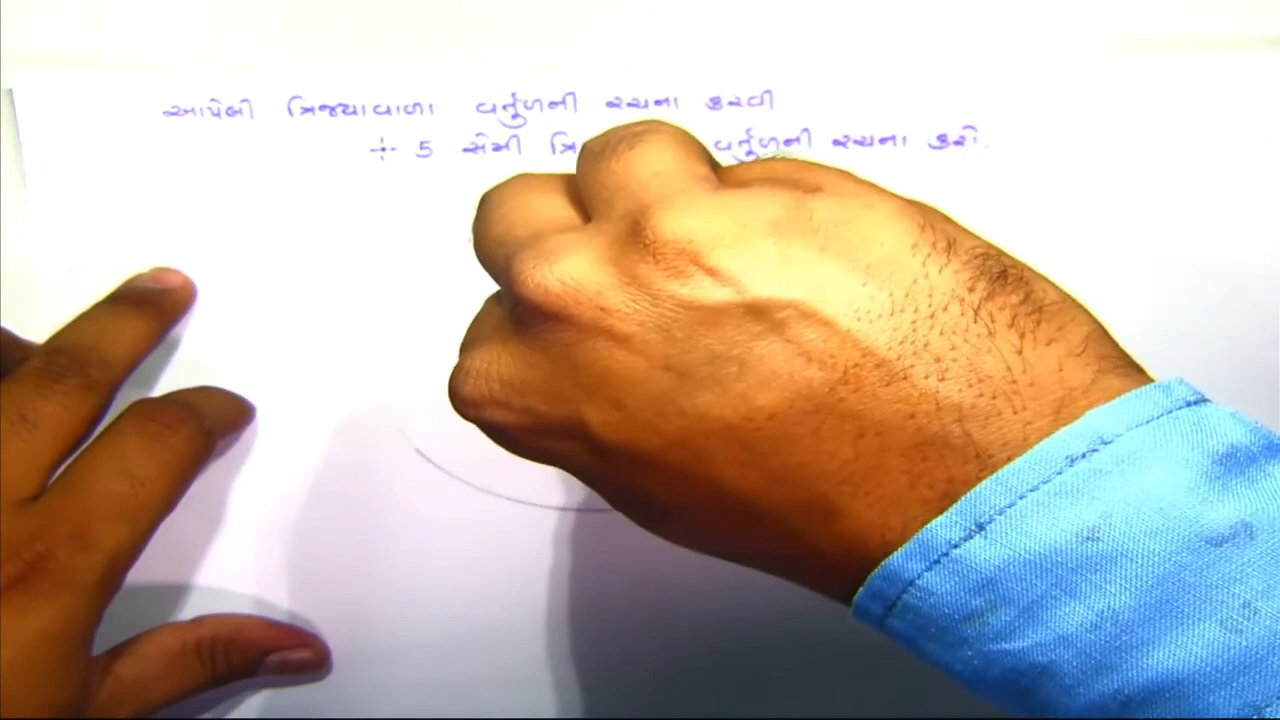 આપેલી ત્રિજ્યાવાળા વર્તુળની રચના કરવી
÷ 5 સેમી ત્રિ વર્તુળની રચના કરો.